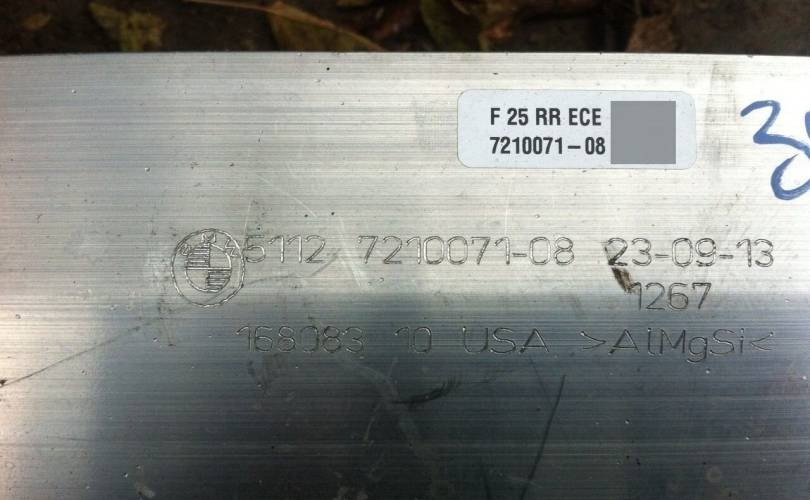 F 25 RR ECE
7210071-08
5112 7210071-08 23-09-13
1267
168083 10 USA >AlMgSi<